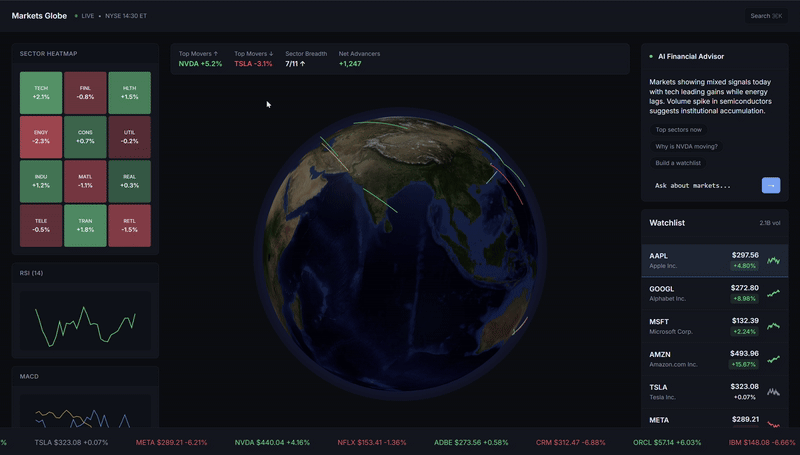 Markets Globe
LIVE • NYSE 14:30 ET
Search ⌘K
SECTOR HEATMAP
TECH
+2.1%
FINL
-0.8%
HLTH
+1.5%
ENGY
-2.3%
CONS
+0.7%
UTIL
-0.2%
INDU
+1.2%
MATL
-1.1%
REAL
+0.3%
TELE
-0.5%
TRAN
+1.8%
RETL
-1.5%
RSI (14)
MACD
Top Movers ↑
NVDA +5.2%
Top Movers ↓
TSLA -3.1%
Sector Breadth
7/11 ↑
Net Advancers
+1,247
AI Financial Advisor
Markets showing mixed signals today
with tech leading gains while energy
lags. Volume spike in semiconductors
suggests institutional accumulation.
Top sectors now
Why is NVDA moving?
Build a watchlist
Ask about markets...
→
Watchlist
2.1B vol
AAPL
Apple Inc.
$297.56
+4.80%
GOOGL
Alphabet Inc.
$272.80
+8.98%
MSFT
Microsoft Corp.
$132.39
+2.24%
AMZN
Amazon.com Inc.
$493.96
+15.67%
TSLA
Tesla Inc.
$323.08
+0.07%
META
$289.21
% TSLA $323.08 +0.07% META $289.21 -6.21% NVDA $440.04 +4.16% NFLX $153.41 -1.36% ADBE $273.56 +0.58% CRM $312.47 -6.88% ORCL $57.14 +6.03% IBM $148.08 -6.66%